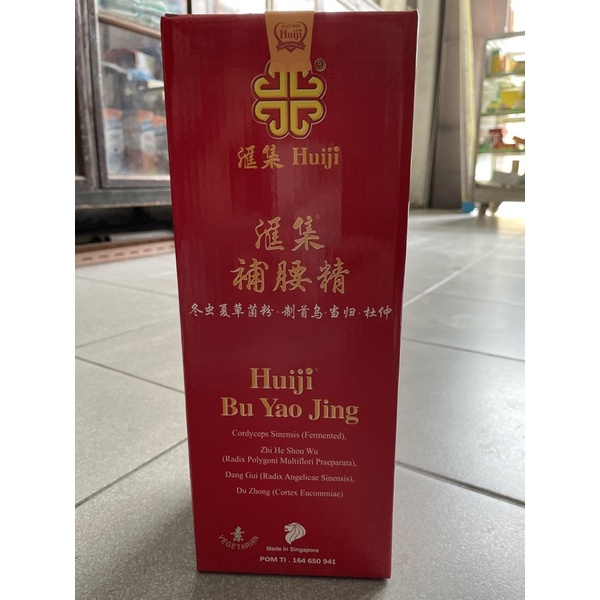 Huiji
®
滙集 Huiji
滙集
補腰精
冬虫夏草菌粉·制首乌·当归·杜仲
Huiji
Bu Yao Jing
Cordyceps Sinensis (Fermented),
Zhi He Shou Wu
(Radix Polygoni Multiflori Praeparata),
Dang Gui (Radix Angelicae Sinensis),
Du Zhong (Cortex Eucommiae)
素
VEGETARIAN
Made In Singapore
POM TI . 164 650 941